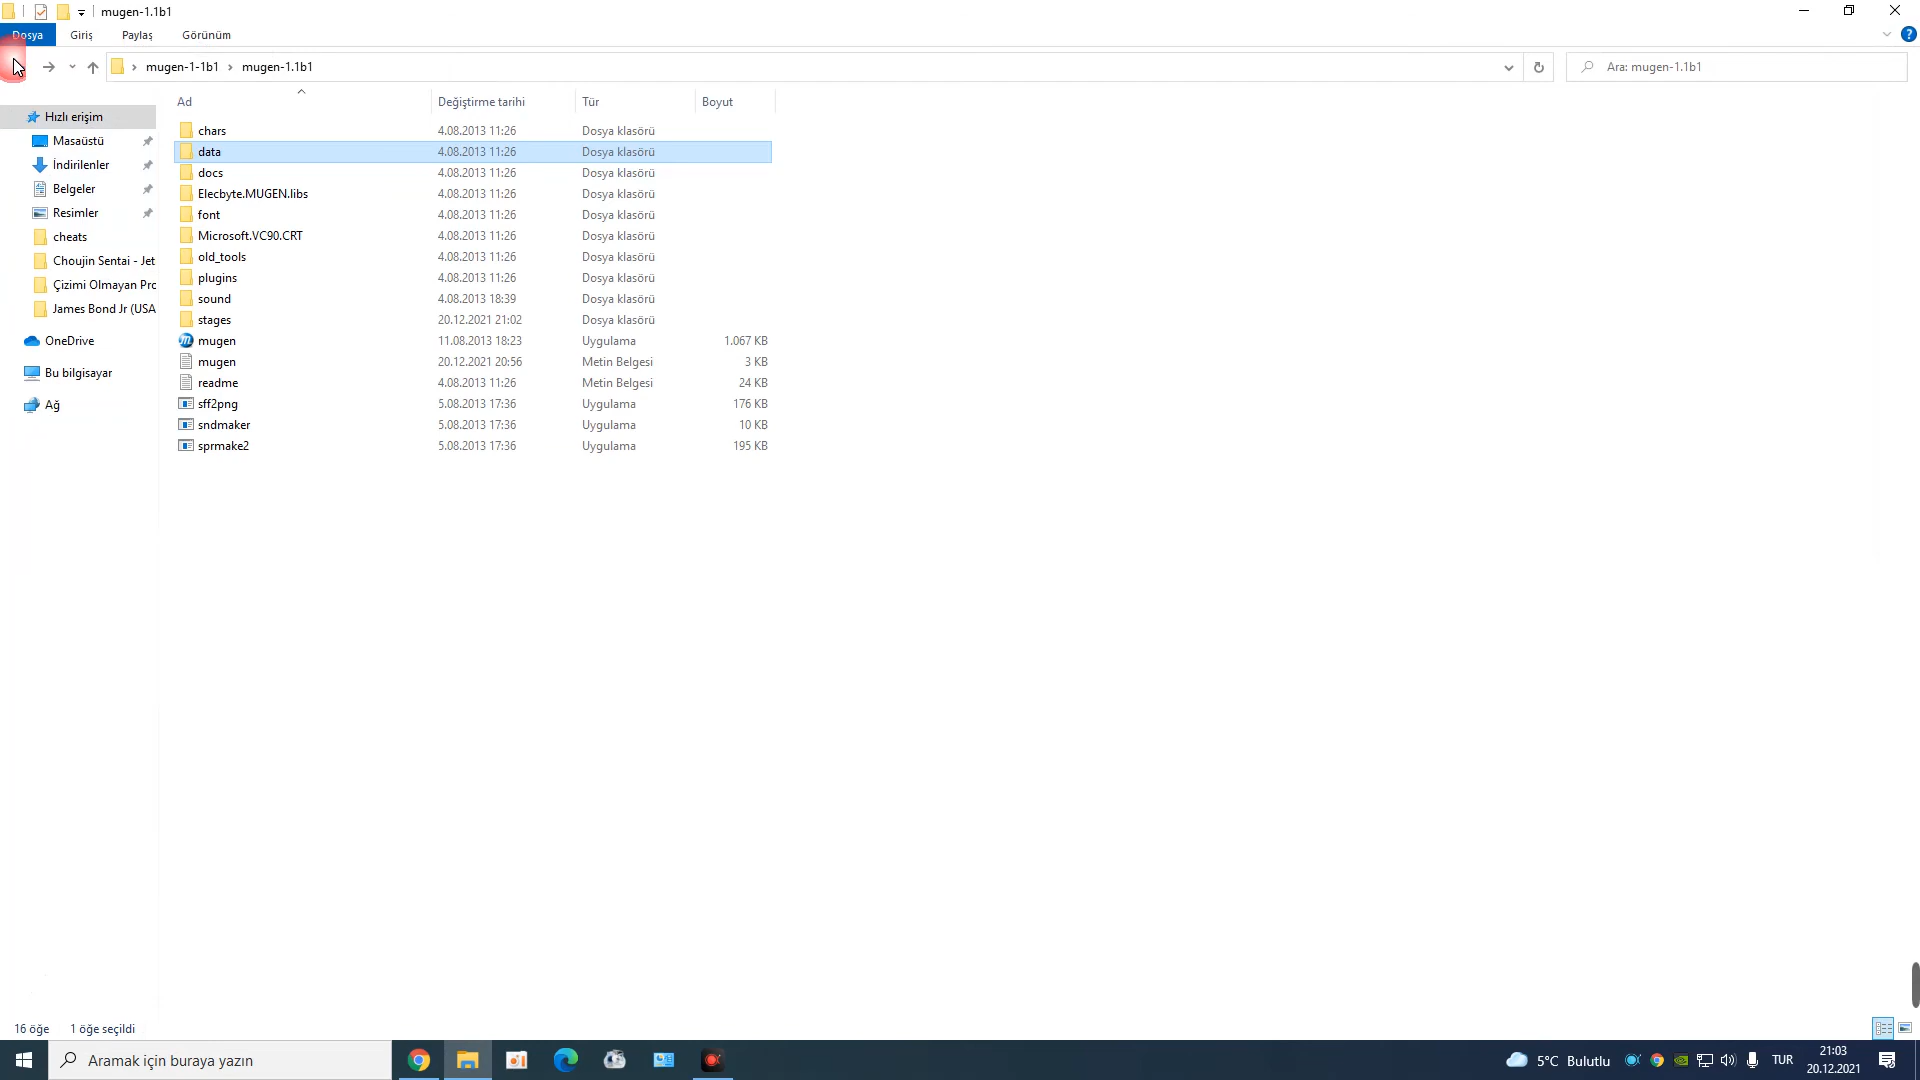 mugen-1.1b1
Dosya Giriş Paylaş Görünüm
mugen-1-1b1 › mugen-1.1b1 Ara: mugen-1.1b1
Ad Değiştirme tarihi Tür Boyut
Hızlı erişim
Masaüstü
İndirilenler
Belgeler
Resimler
cheats
Choujin Sentai - Jet
Çizimi Olmayan Prc
James Bond Jr (USA
OneDrive
Bu bilgisayar
Ağ
chars 4.08.2013 11:26 Dosya klasörü
data 4.08.2013 11:26 Dosya klasörü
docs 4.08.2013 11:26 Dosya klasörü
Elecbyte.MUGEN.libs 4.08.2013 11:26 Dosya klasörü
font 4.08.2013 11:26 Dosya klasörü
Microsoft.VC90.CRT 4.08.2013 11:26 Dosya klasörü
old_tools 4.08.2013 11:26 Dosya klasörü
plugins 4.08.2013 11:26 Dosya klasörü
sound 4.08.2013 18:39 Dosya klasörü
stages 20.12.2021 21:02 Dosya klasörü
mugen 11.08.2013 18:23 Uygulama 1.067 KB
mugen 20.12.2021 20:56 Metin Belgesi 3 KB
readme 4.08.2013 11:26 Metin Belgesi 24 KB
sff2png 5.08.2013 17:36 Uygulama 176 KB
sndmaker 5.08.2013 17:36 Uygulama 10 KB
sprmake2 5.08.2013 17:36 Uygulama 195 KB
16 öğe 1 öğe seçildi
Aramak için buraya yazın
5°C Bulutlu TUR
21:03
20.12.2021